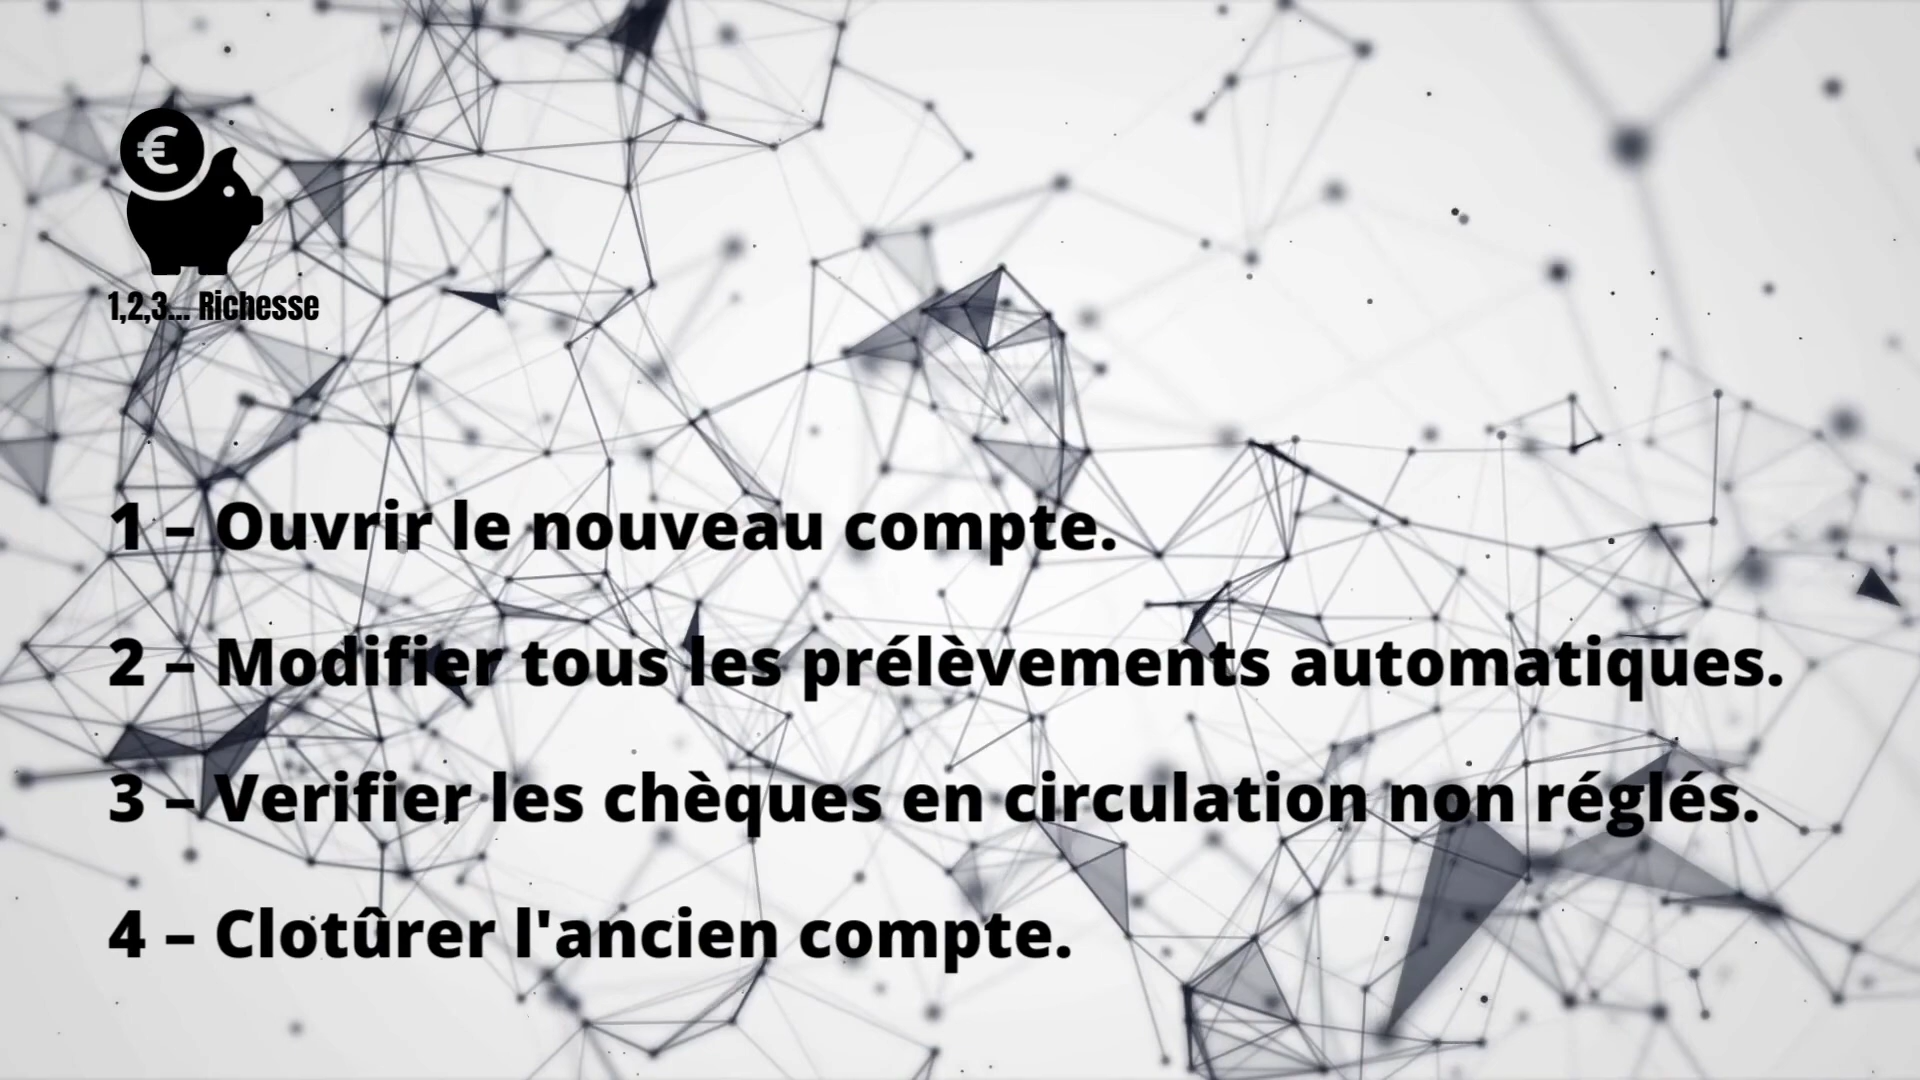 €
1,2,3... Richesse
1 – Ouvrir le nouveau compte.
2 – Modifier tous les prélèvements automatiques.
3 – Verifier les chèques en circulation non réglés.
4 – Clotûrer l'ancien compte.